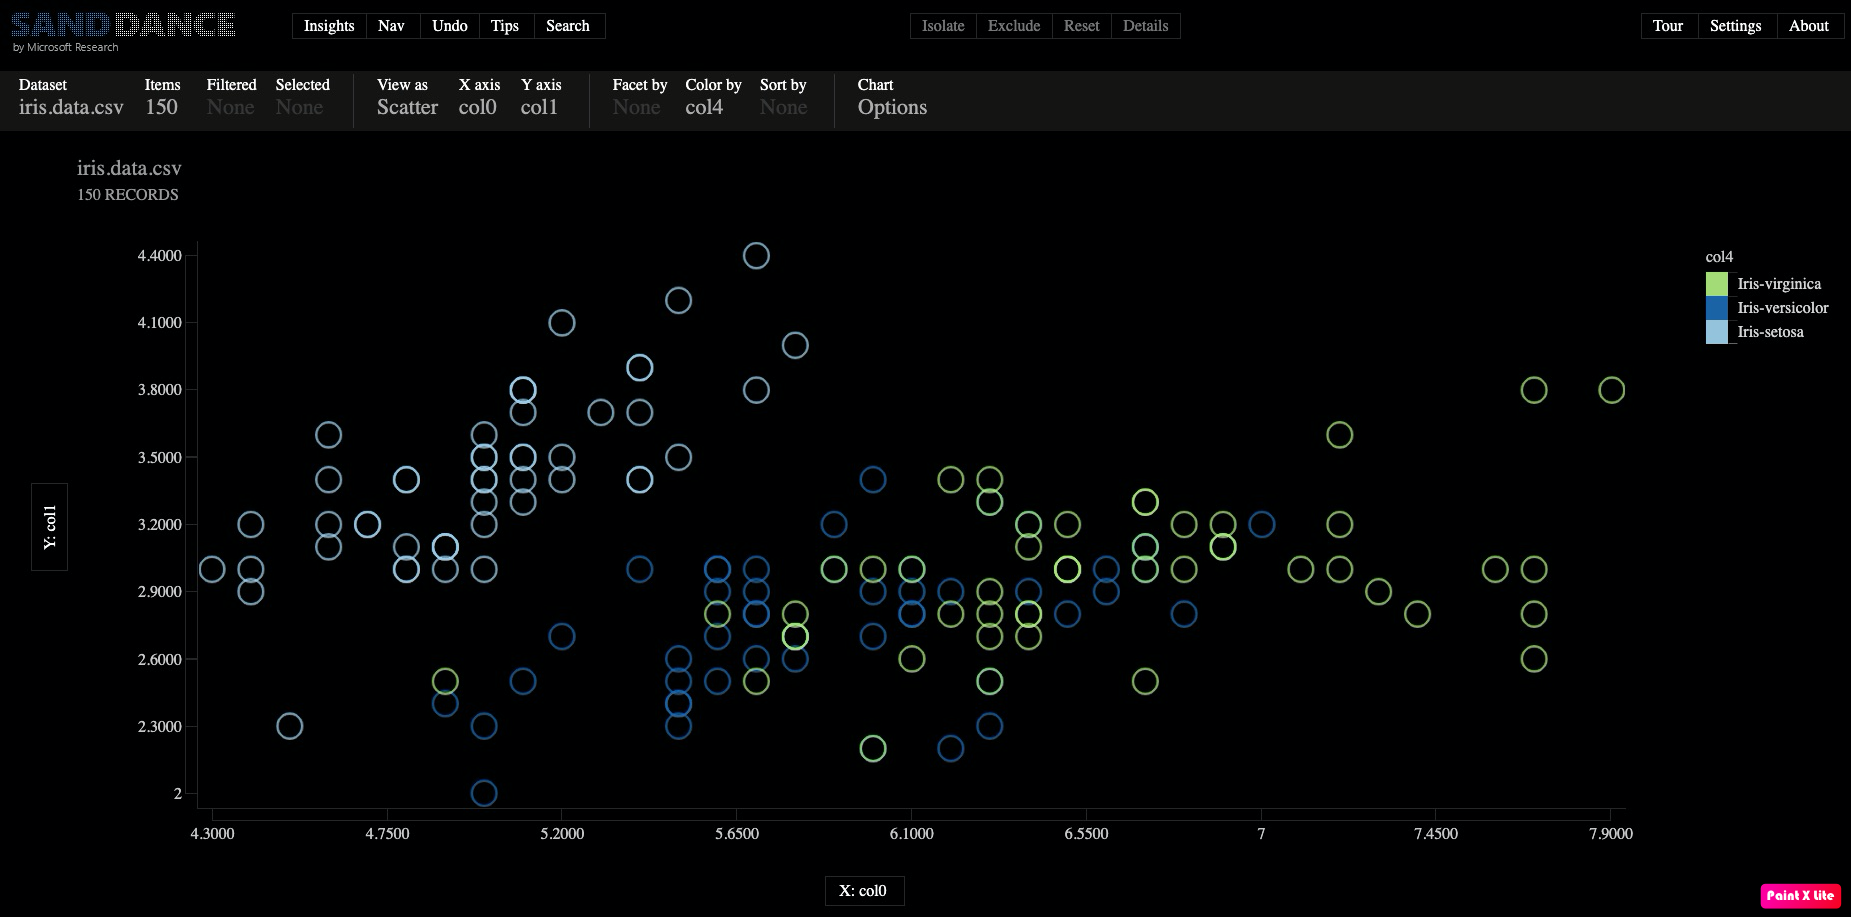 SANDDANCE
by Microsoft Research
Insights Nav Undo Tips Search
Isolate Exclude Reset Details
Tour Settings About
Dataset Items Filtered Selected View as X axis Y axis Facet by Color by Sort by Chart
iris.data.csv 150 None None Scatter col0 col1 None col4 None Options
iris.data.csv
150 RECORDS
col4
Iris-virginica
Iris-versicolor
Iris-setosa
4.4000
4.1000
3.8000
3.5000
3.2000
2.9000
2.6000
2.3000
2
Y: col1
4.3000 4.7500 5.2000 5.6500 6.1000 6.5500 7 7.4500 7.9000
X: col0
Paint X Lite